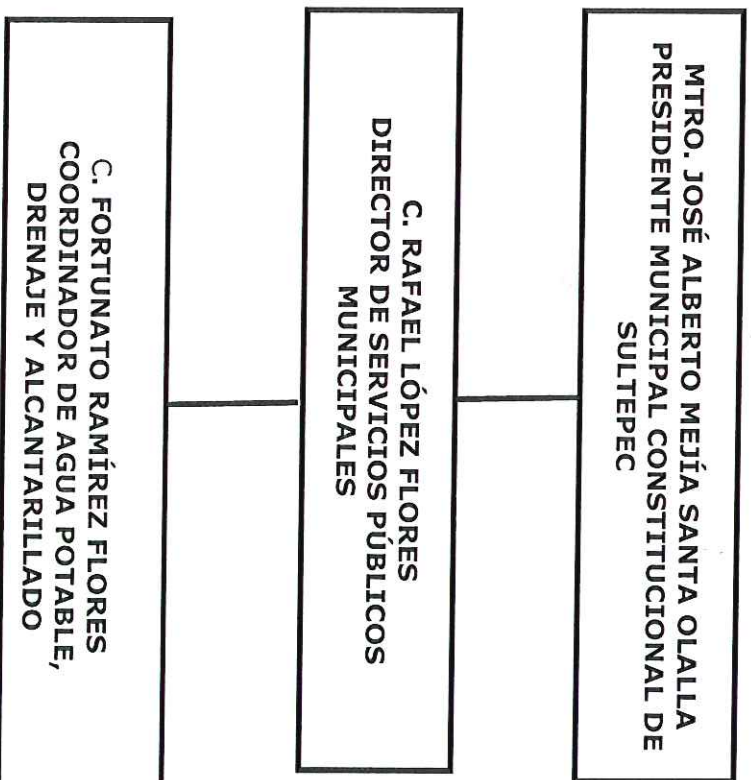 MTRO. JOSÉ ALBERTO MEJÍA SANTA OLALLA
PRESIDENTE MUNICIPAL CONSTITUCIONAL DE
SULTEPEC
C. RAFAEL LÓPEZ FLORES
DIRECTOR DE SERVICIOS PÚBLICOS
MUNICIPALES
C. FORTUNATO RAMÍREZ FLORES
COORDINADOR DE AGUA POTABLE,
DRENAJE Y ALCANTARILLADO